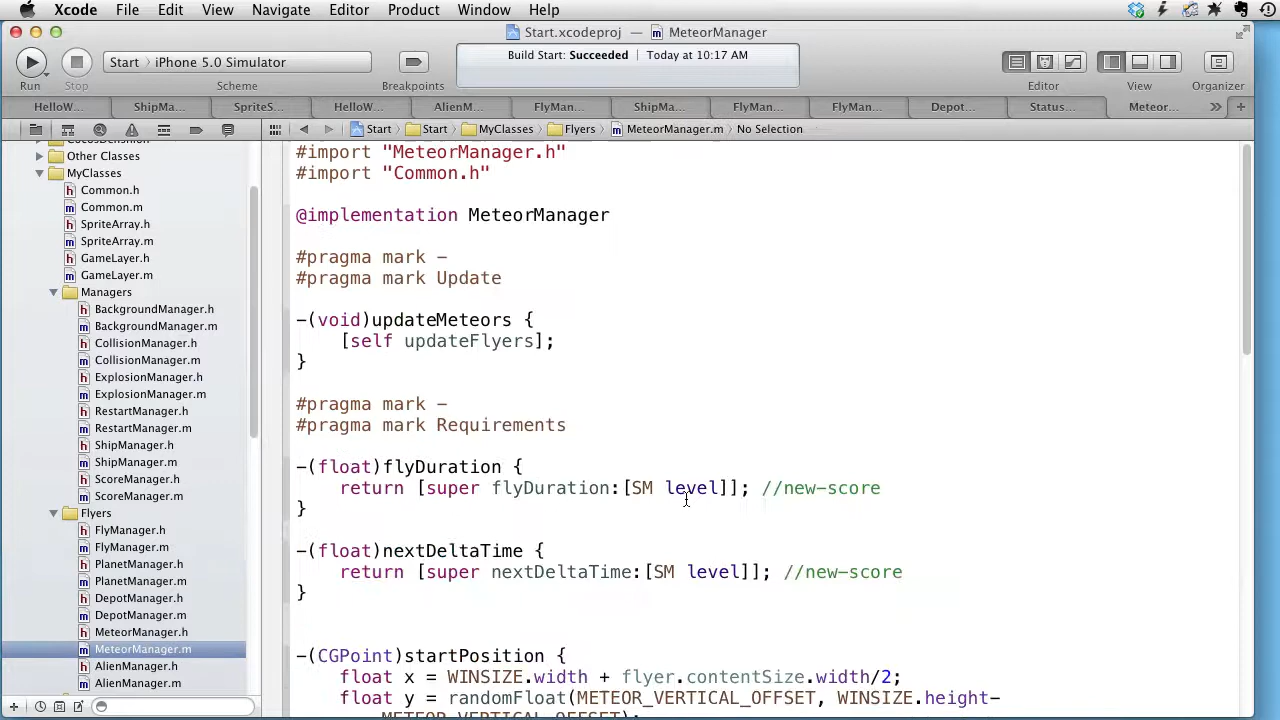 Xcode File Edit View Navigate Editor Product Window Help
Start.xcodeproj — MeteorManager
Start iPhone 5.0 Simulator
Build Start: Succeeded Today at 10:17 AM
Run Stop Scheme Breakpoints Editor View Organizer
HelloW... ShipMa... SpriteS... HelloW... AlienM... FlyMan... ShipMa... FlyMan... FlyMan... Depot... Status... Meteor... »
Start Start MyClasses Flyers MeteorManager.m No Selection
Other Classes
MyClasses
Common.h
Common.m
SpriteArray.h
SpriteArray.m
GameLayer.h
GameLayer.m
Managers
BackgroundManager.h
BackgroundManager.m
CollisionManager.h
CollisionManager.m
ExplosionManager.h
ExplosionManager.m
RestartManager.h
RestartManager.m
ShipManager.h
ShipManager.m
ScoreManager.h
ScoreManager.m
Flyers
FlyManager.h
FlyManager.m
PlanetManager.h
PlanetManager.m
DepotManager.h
DepotManager.m
MeteorManager.h
MeteorManager.m
AlienManager.h
AlienManager.m
#import "MeteorManager.h"
#import "Common.h"
@implementation MeteorManager
#pragma mark -
#pragma mark Update
-(void)updateMeteors {
[self updateFlyers];
}
#pragma mark -
#pragma mark Requirements
-(float)flyDuration {
return [super flyDuration:[SM level]]; //new-score
}
-(float)nextDeltaTime {
return [super nextDeltaTime:[SM level]]; //new-score
}
-(CGPoint)startPosition {
float x = WINSIZE.width + flyer.contentSize.width/2;
float y = randomFloat(METEOR_VERTICAL_OFFSET, WINSIZE.height-
METEOR_VERTICAL_OFFSET);